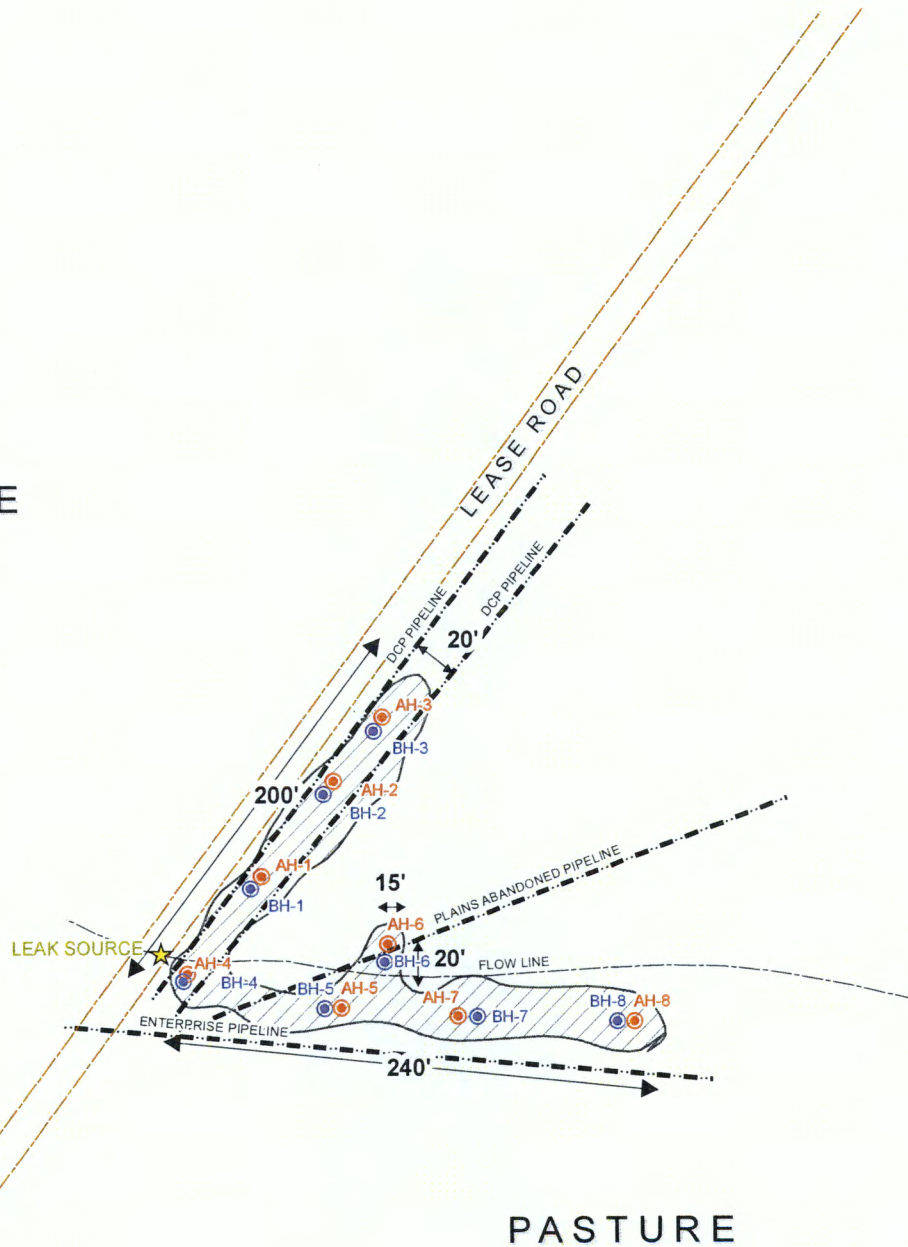 LEASE ROAD
E
DCP PIPELINE
DCP PIPELINE
20'
AH-3
BH-3
200'
AH-2
BH-2
AH-1
BH-1
15'
PLAINS ABANDONED PIPELINE
AH-6
LEAK SOURCE
20'
BH-6
FLOW LINE
AH-4
BH-4
BH-5
AH-5
AH-7
BH-7
BH-8
AH-8
ENTERPRISE PIPELINE
240'
PASTURE